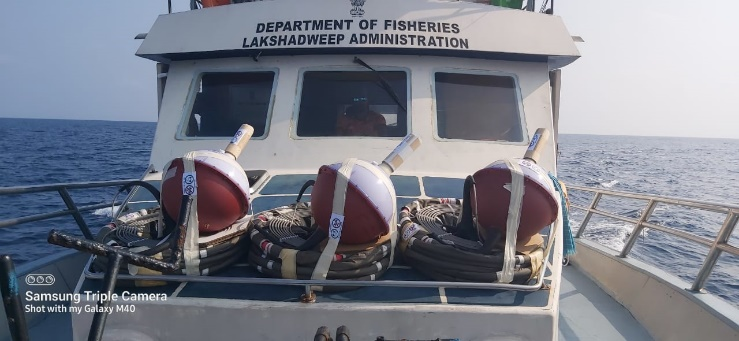 DEPARTMENT OF FISHERIES
LAKSHADWEEP ADMINISTRATION
Samsung Triple Camera
Shot with my Galaxy M40